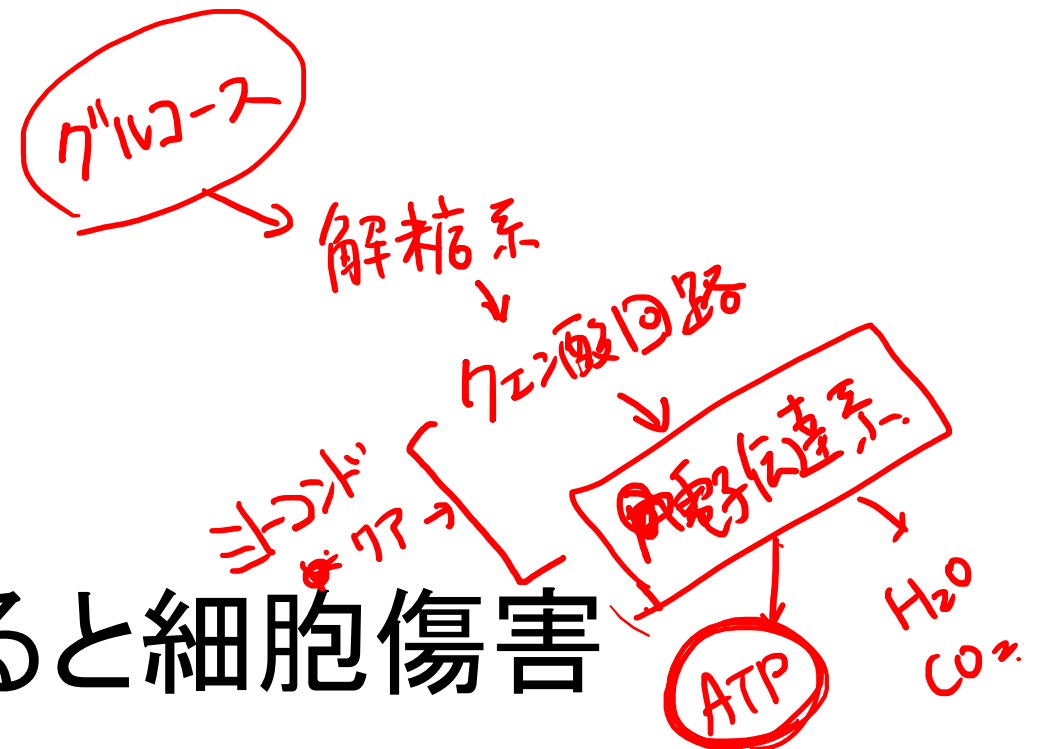 グルコース
解糖系
クエン酸回路
電子伝達系
ミトコンド
リア
ATP
H₂O
CO₂
ると細胞傷害